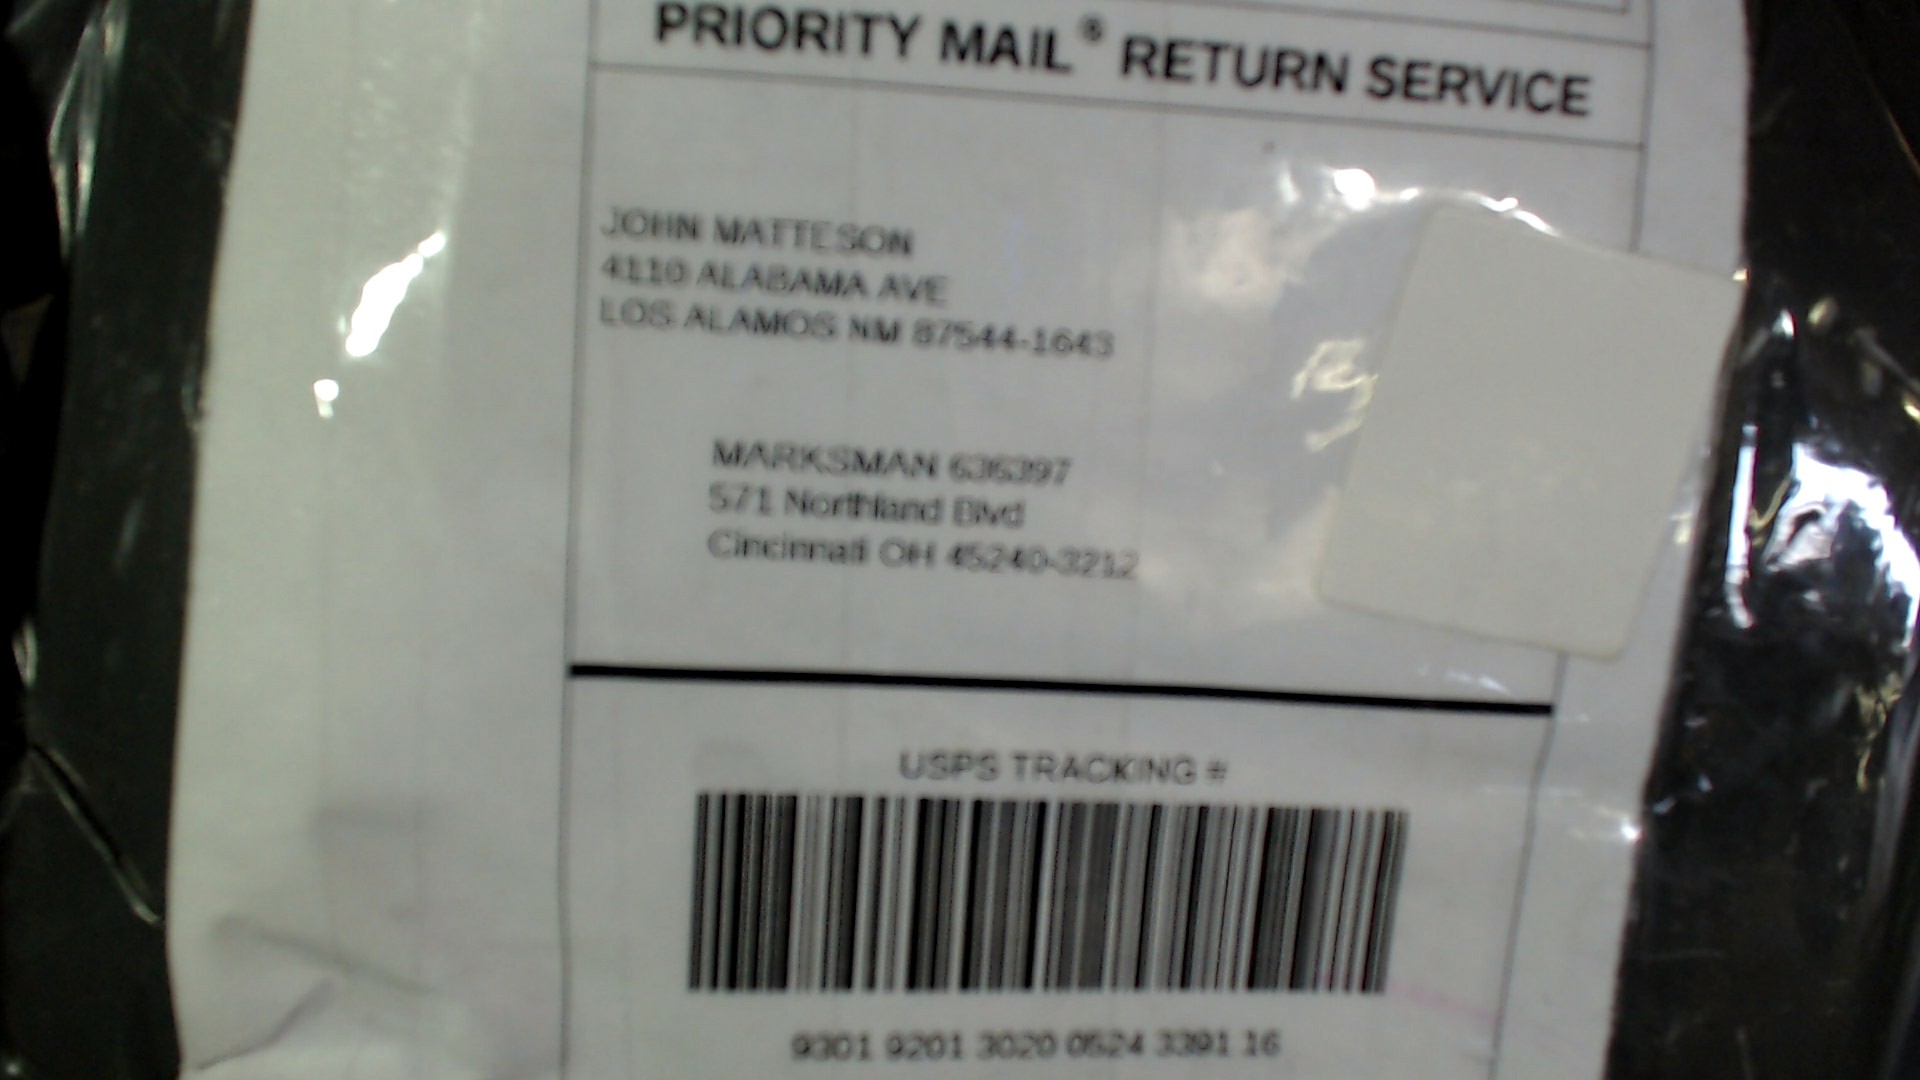 PRIORITY MAIL® RETURN SERVICE
JOHN MATTESON
4110 ALABAMA AVE
LOS ALAMOS NM 87544-1643
MARKSMAN 636397
571 Northland Blvd
Cincinnati OH 45240-3212
USPS TRACKING #
9301 9201 3020 0524 3391 16